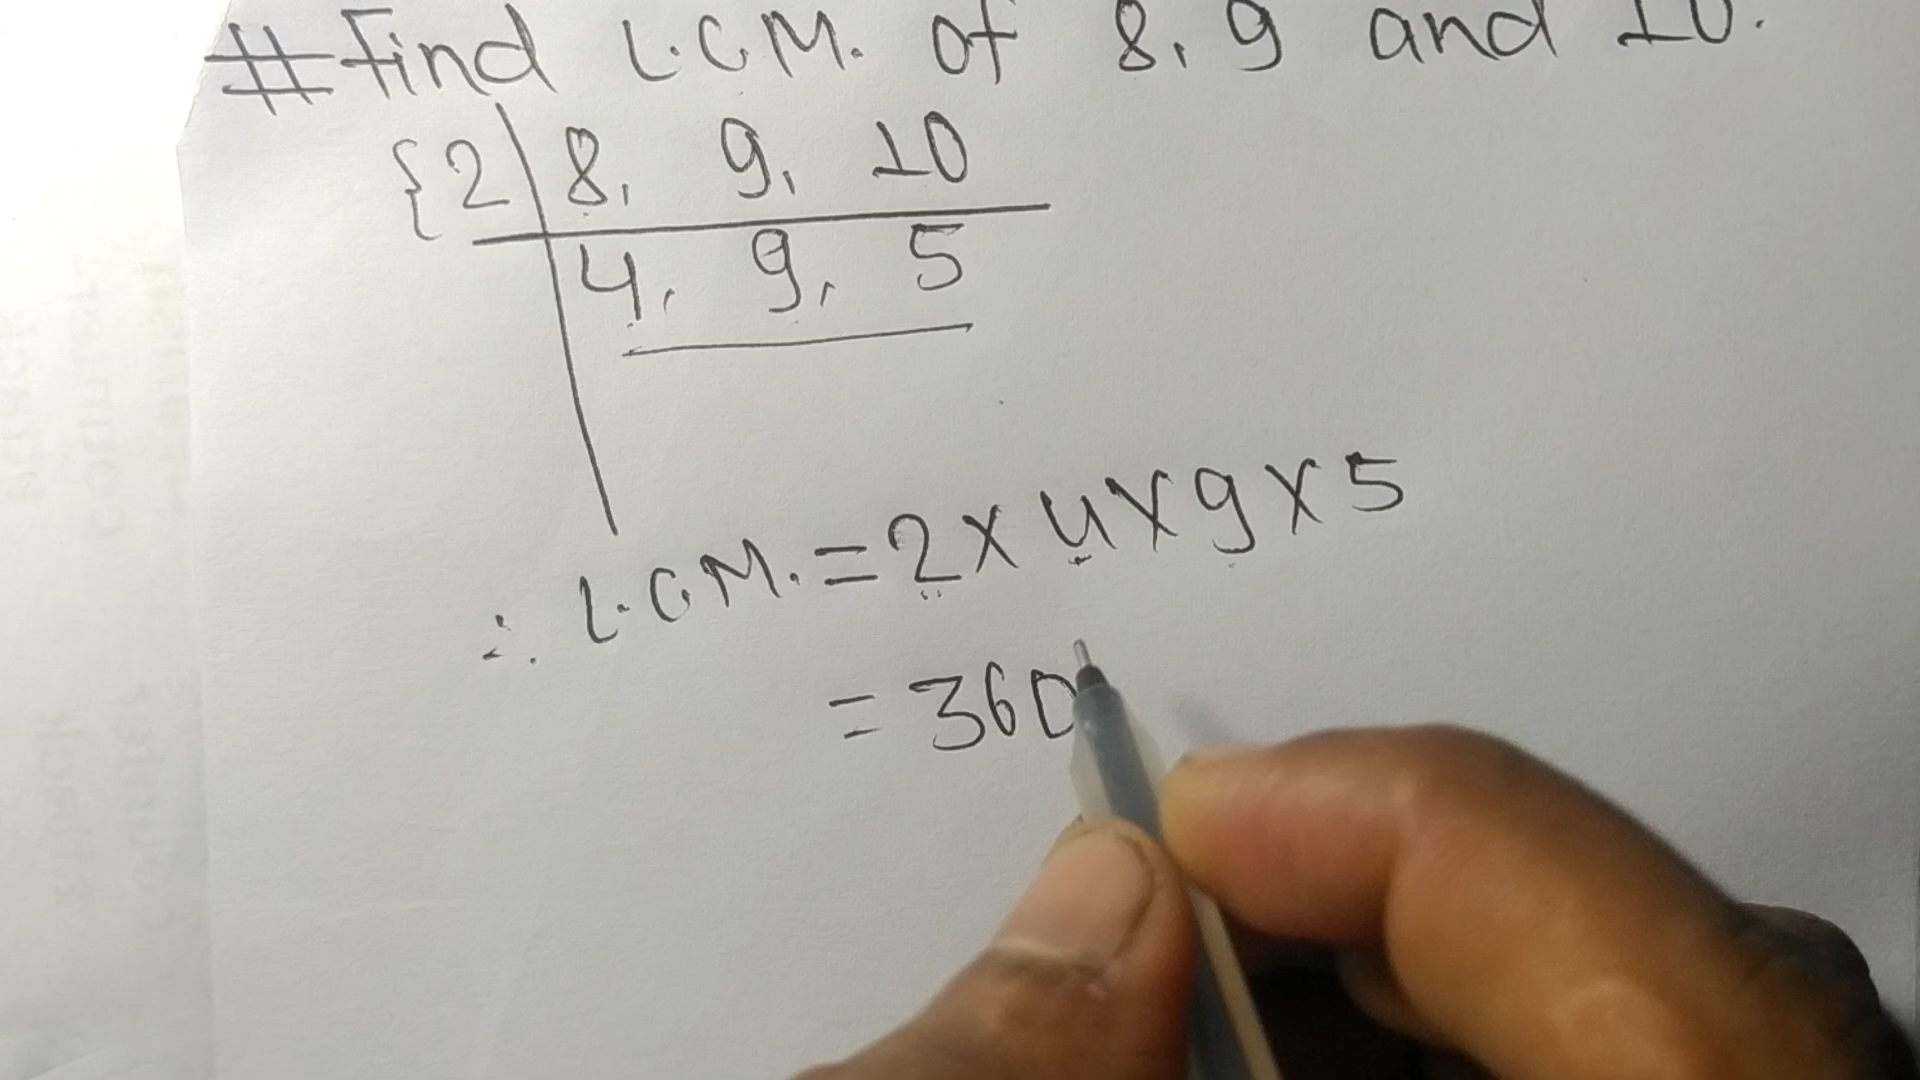 # Find L.C.M. of 8, 9 and 10.
{2 | 8, 9, 10
4, 9, 5
∴ L.C.M. = 2 x 4 x 9 x 5
= 360